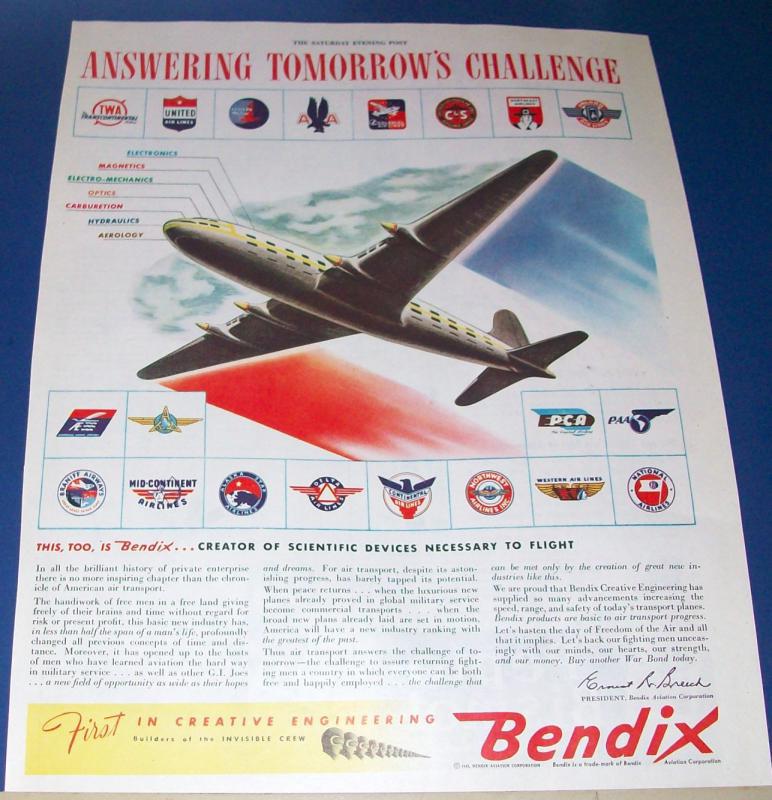 THE SATURDAY EVENING POST
ANSWERING TOMORROW'S CHALLENGE
TWA
TRANSCONTINENTAL
UNITED
AIR LINES
A A
C&S
NORTHEAST
AIRLINES
ELECTRONICS
MAGNETICS
ELECTRO-MECHANICS
OPTICS
CARBURETION
HYDRAULICS
AEROLOGY
PCA
PAA
BRANIFF AIRWAYS
MID-CONTINENT
AIRLINES
ALASKA STAR
AIRLINES
DELTA
AIR LINES
CONTINENTAL
AIR LINES
NORTHWEST
AIRLINES INC.
WESTERN AIR LINES
NATIONAL
AIRLINES
THIS, TOO, IS Bendix... CREATOR OF SCIENTIFIC DEVICES NECESSARY TO FLIGHT
In all the brilliant history of private enterprise
there is no more inspiring chapter than the chron-
icle of American air transport.
The handiwork of free men in a free land giving
freely of their brains and time without regard for
risk or present profit, this basic new industry has,
in less than half the span of a man's life, profoundly
changed all previous concepts of time and dis-
tance. Moreover, it has opened up to the hosts
of men who have learned aviation the hard way
in military service . . . as well as other G.I. Joes
. . . a new field of opportunity as wide as their hopes
and dreams. For air transport, despite its aston-
ishing progress, has barely tapped its potential.
When peace returns . . . when the luxurious new
planes already proved in global military service
become commercial transports . . . when the
broad new plans already laid are set in motion,
America will have a new industry ranking with
the greatest of the past.
Thus air transport answers the challenge of to-
morrow—the challenge to assure returning fight-
ing men a country in which everyone can be both
free and happily employed . . . the challenge that
can be met only by the creation of great new in-
dustries like this.
We are proud that Bendix Creative Engineering has
supplied so many advancements increasing the
speed, range, and safety of today's transport planes.
Bendix products are basic to air transport progress.
Let's hasten the day of Freedom of the Air and all
that it implies. Let's back our fighting men unceas-
ingly with our minds, our hearts, our strength,
and our money. Buy another War Bond today.
Ernest R. Breech
PRESIDENT, Bendix Aviation Corporation
First IN CREATIVE ENGINEERING
Builders of the INVISIBLE CREW
Bendix
BENDIX AVIATION CORPORATION Bendix is a trade-mark of Bendix Aviation Corporation